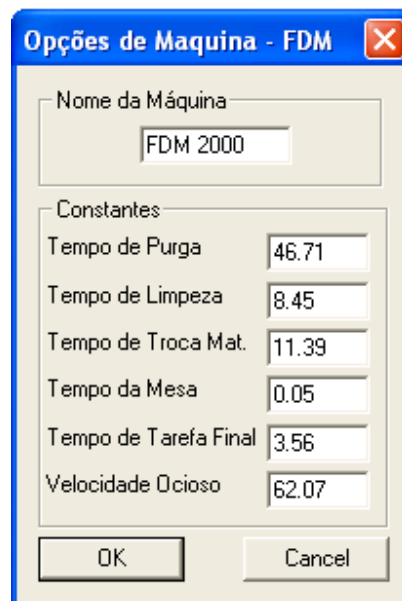 Opções de Maquina - FDM
Nome da Máquina
FDM 2000
Constantes
Tempo de Purga 46.71
Tempo de Limpeza 8.45
Tempo de Troca Mat. 11.39
Tempo da Mesa 0.05
Tempo de Tarefa Final 3.56
Velocidade Ocioso 62.07
OK Cancel